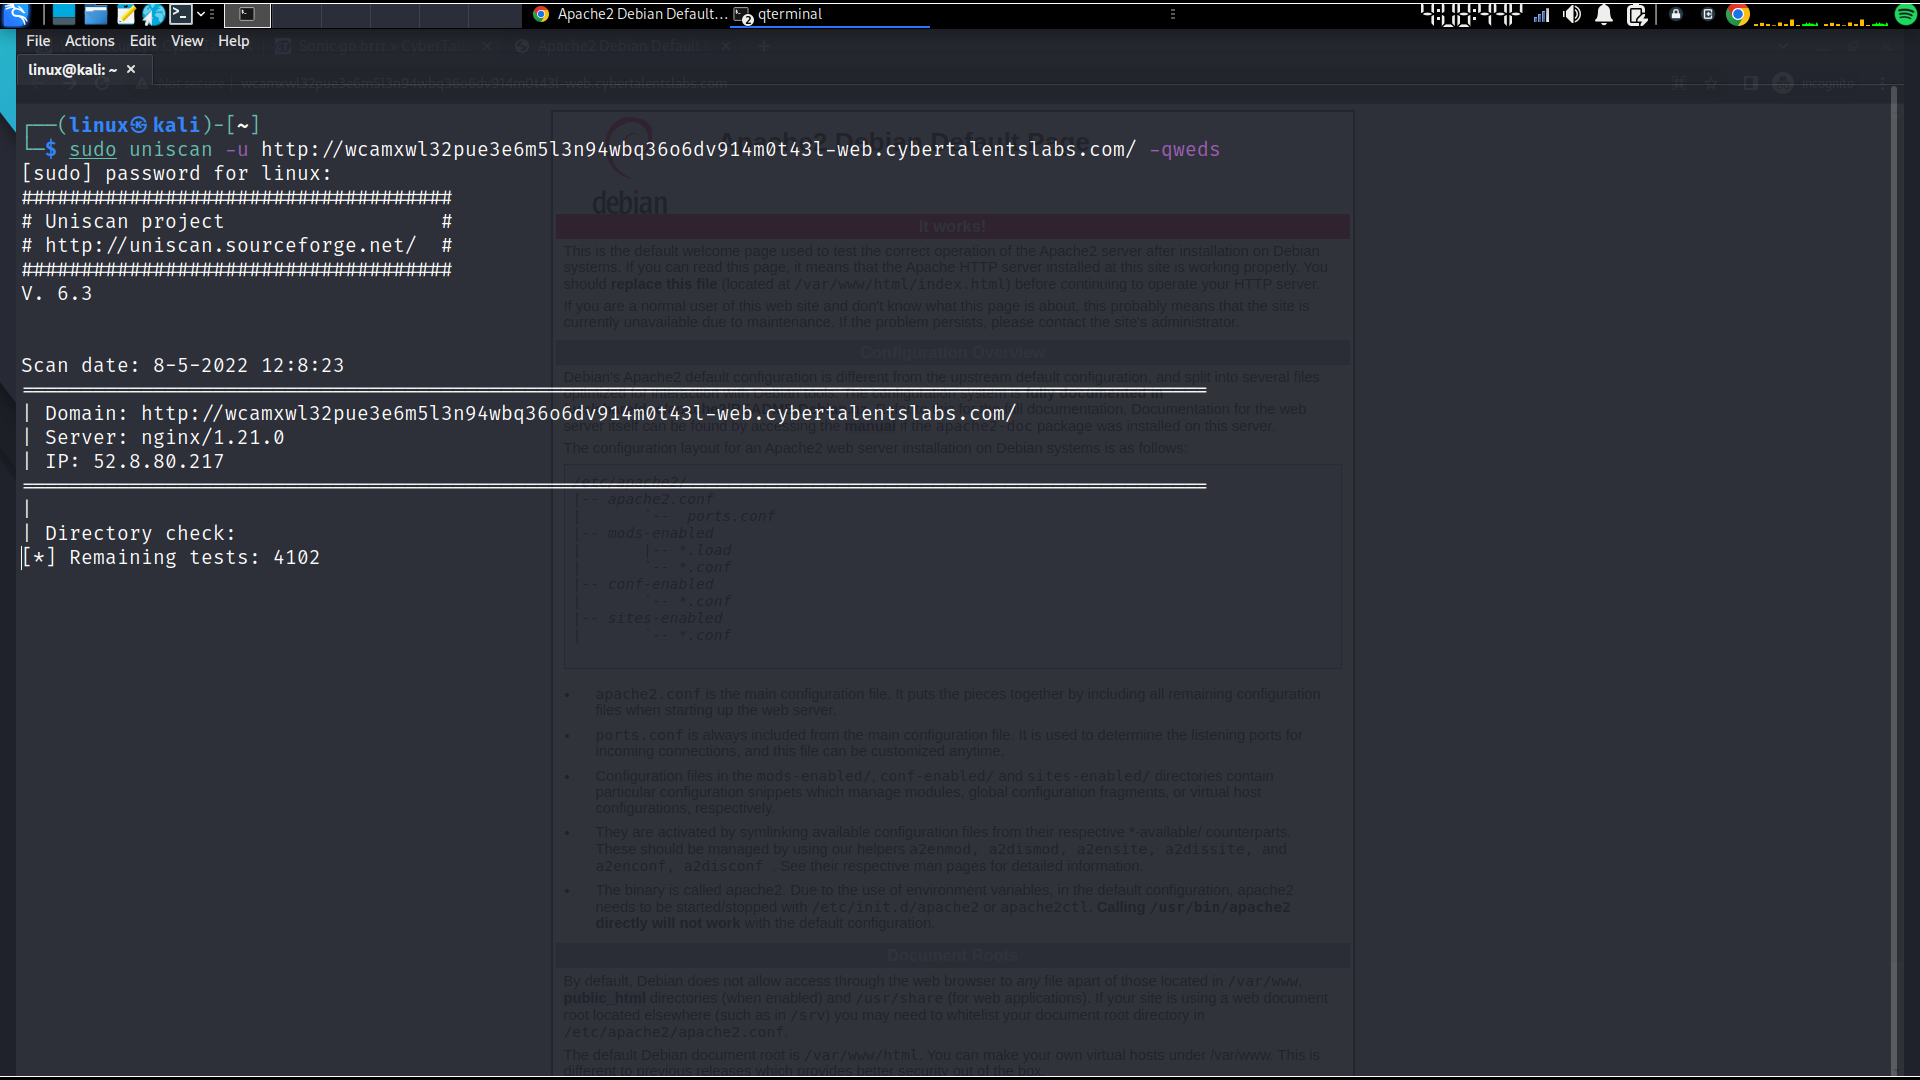 Apache2 Debian Default... qterminal
2
File Actions Edit View Help
Sonic go brrr » CyberTal Apache2 Debian Default
linux@kali: ~ ×
Not secure wcamxwl32pue3e6m5l3n94wbq36o6dv914m0t43l-web.cybertalentslabs.com Incognito
┌──(linux㉿kali)-[~]
└─$ sudo uniscan -u http://wcamxwl32pue3e6m5l3n94wbq36o6dv914m0t43l-web.cybertalentslabs.com/ -qweds
Apache2 Debian Default Page
[sudo] password for linux:
####################################
# Uniscan project                  #
# http://uniscan.sourceforge.net/  #
####################################
V. 6.3
Scan date: 8-5-2022 12:8:23
===================================================================================================
| Domain: http://wcamxwl32pue3e6m5l3n94wbq36o6dv914m0t43l-web.cybertalentslabs.com/
| Server: nginx/1.21.0
| IP: 52.8.80.217
===================================================================================================
|
| Directory check:
[*] Remaining tests: 4102
debian
It works!
This is the default welcome page used to test the correct operation of the Apache2 server after installation on Debian
systems. If you can read this page, it means that the Apache HTTP server installed at this site is working properly. You
should replace this file (located at /var/www/html/index.html) before continuing to operate your HTTP server.
If you are a normal user of this web site and don't know what this page is about, this probably means that the site is
currently unavailable due to maintenance. If the problem persists, please contact the site's administrator.
Configuration Overview
Debian's Apache2 default configuration is different from the upstream default configuration, and split into several files
optimized for interaction with Debian tools. The configuration system is fully documented in
documentation. Documentation for the web
server itself can be found by accessing the manual if the apache2-doc package was installed on this server.
The configuration layout for an Apache2 web server installation on Debian systems is as follows:
/etc/apache2/
|-- apache2.conf
|       `--  ports.conf
|-- mods-enabled
|       |-- *.load
|       `-- *.conf
|-- conf-enabled
|       `-- *.conf
|-- sites-enabled
|       `-- *.conf
• apache2.conf is the main configuration file. It puts the pieces together by including all remaining configuration
files when starting up the web server.
• ports.conf is always included from the main configuration file. It is used to determine the listening ports for
incoming connections, and this file can be customized anytime.
• Configuration files in the mods-enabled/, conf-enabled/ and sites-enabled/ directories contain
particular configuration snippets which manage modules, global configuration fragments, or virtual host
configurations, respectively.
• They are activated by symlinking available configuration files from their respective *-available/ counterparts.
These should be managed by using our helpers a2enmod, a2dismod, a2ensite, a2dissite, and
a2enconf, a2disconf . See their respective man pages for detailed information.
• The binary is called apache2. Due to the use of environment variables, in the default configuration, apache2
needs to be started/stopped with /etc/init.d/apache2 or apache2ctl. Calling /usr/bin/apache2
directly will not work with the default configuration.
Document Roots
By default, Debian does not allow access through the web browser to any file apart of those located in /var/www,
public_html directories (when enabled) and /usr/share (for web applications). If your site is using a web document
root located elsewhere (such as in /srv) you may need to whitelist your document root directory in
/etc/apache2/apache2.conf.
The default Debian document root is /var/www/html. You can make your own virtual hosts under /var/www. This is
different to previous releases which provides better security out of the box.